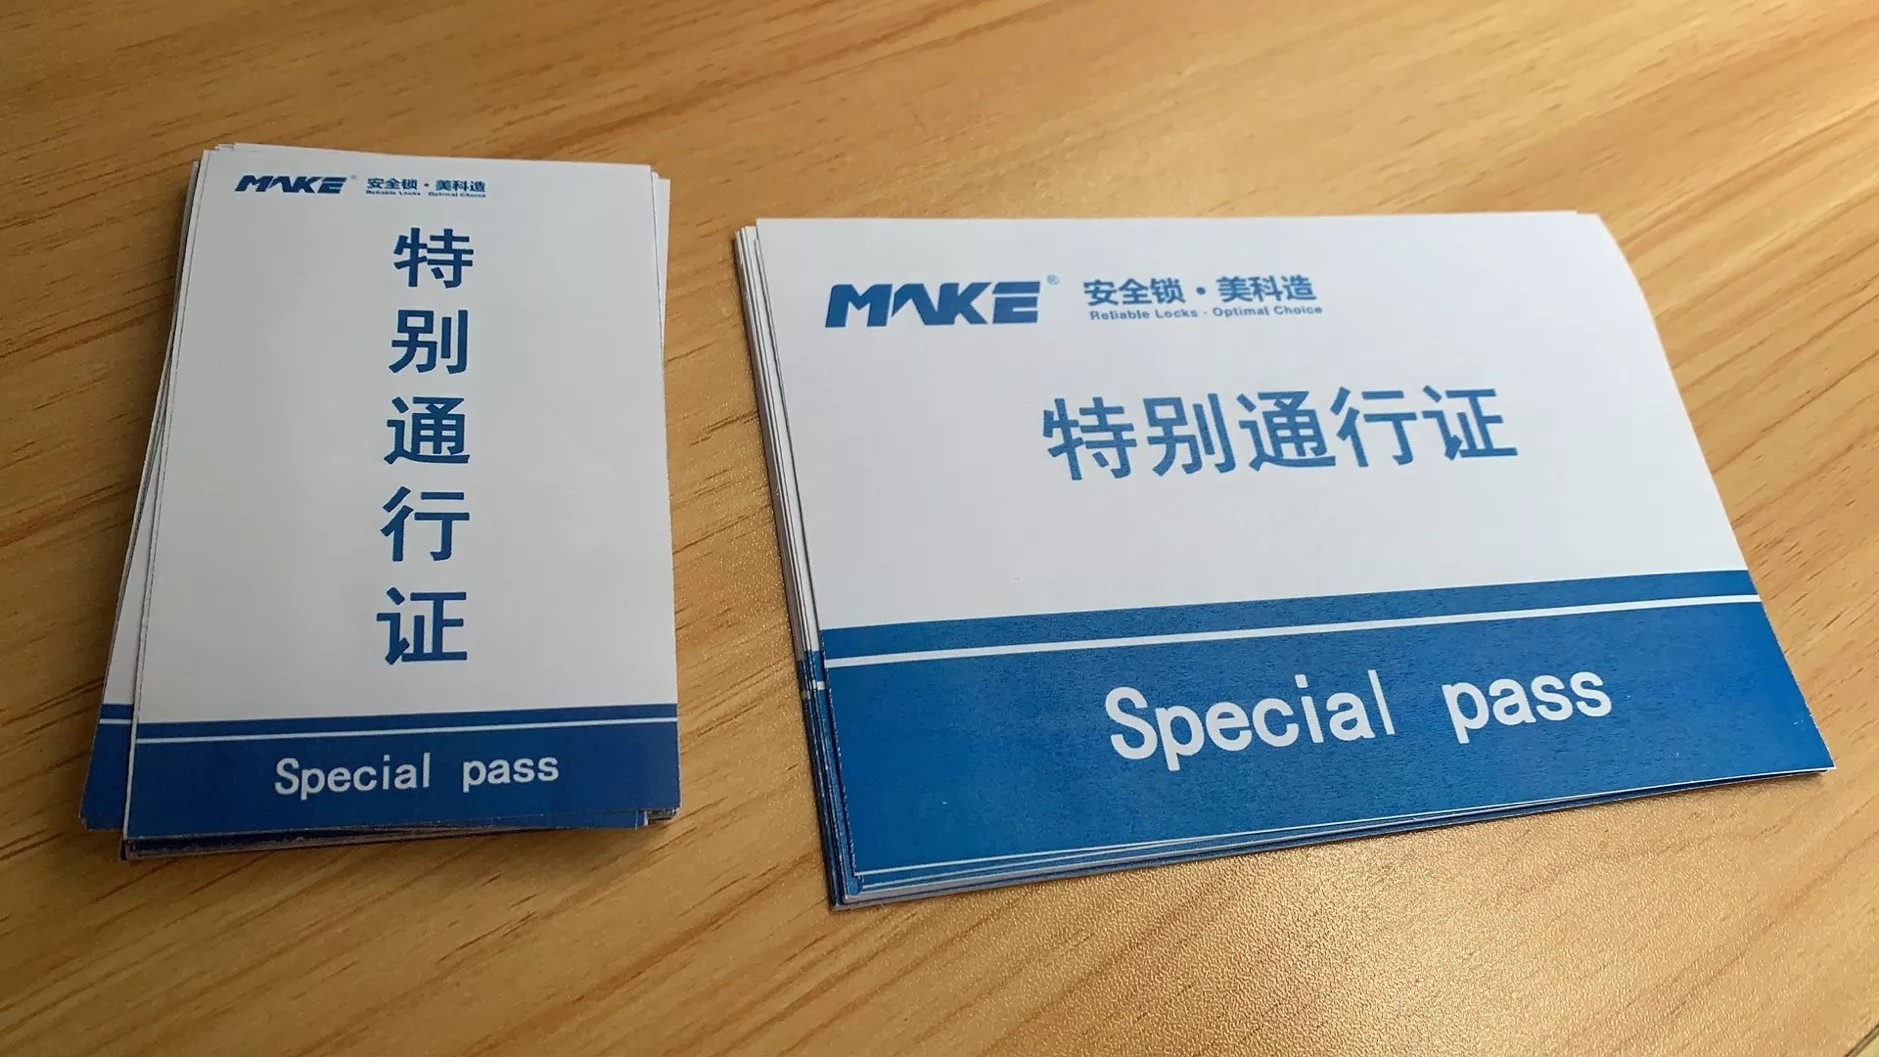 MAKE® 安全锁·美科造
Reliable Locks · Optimal Choice
特
别
通
行
证
Special pass
MAKE® 安全锁·美科造
Reliable Locks · Optimal Choice
特别通行证
Special pass